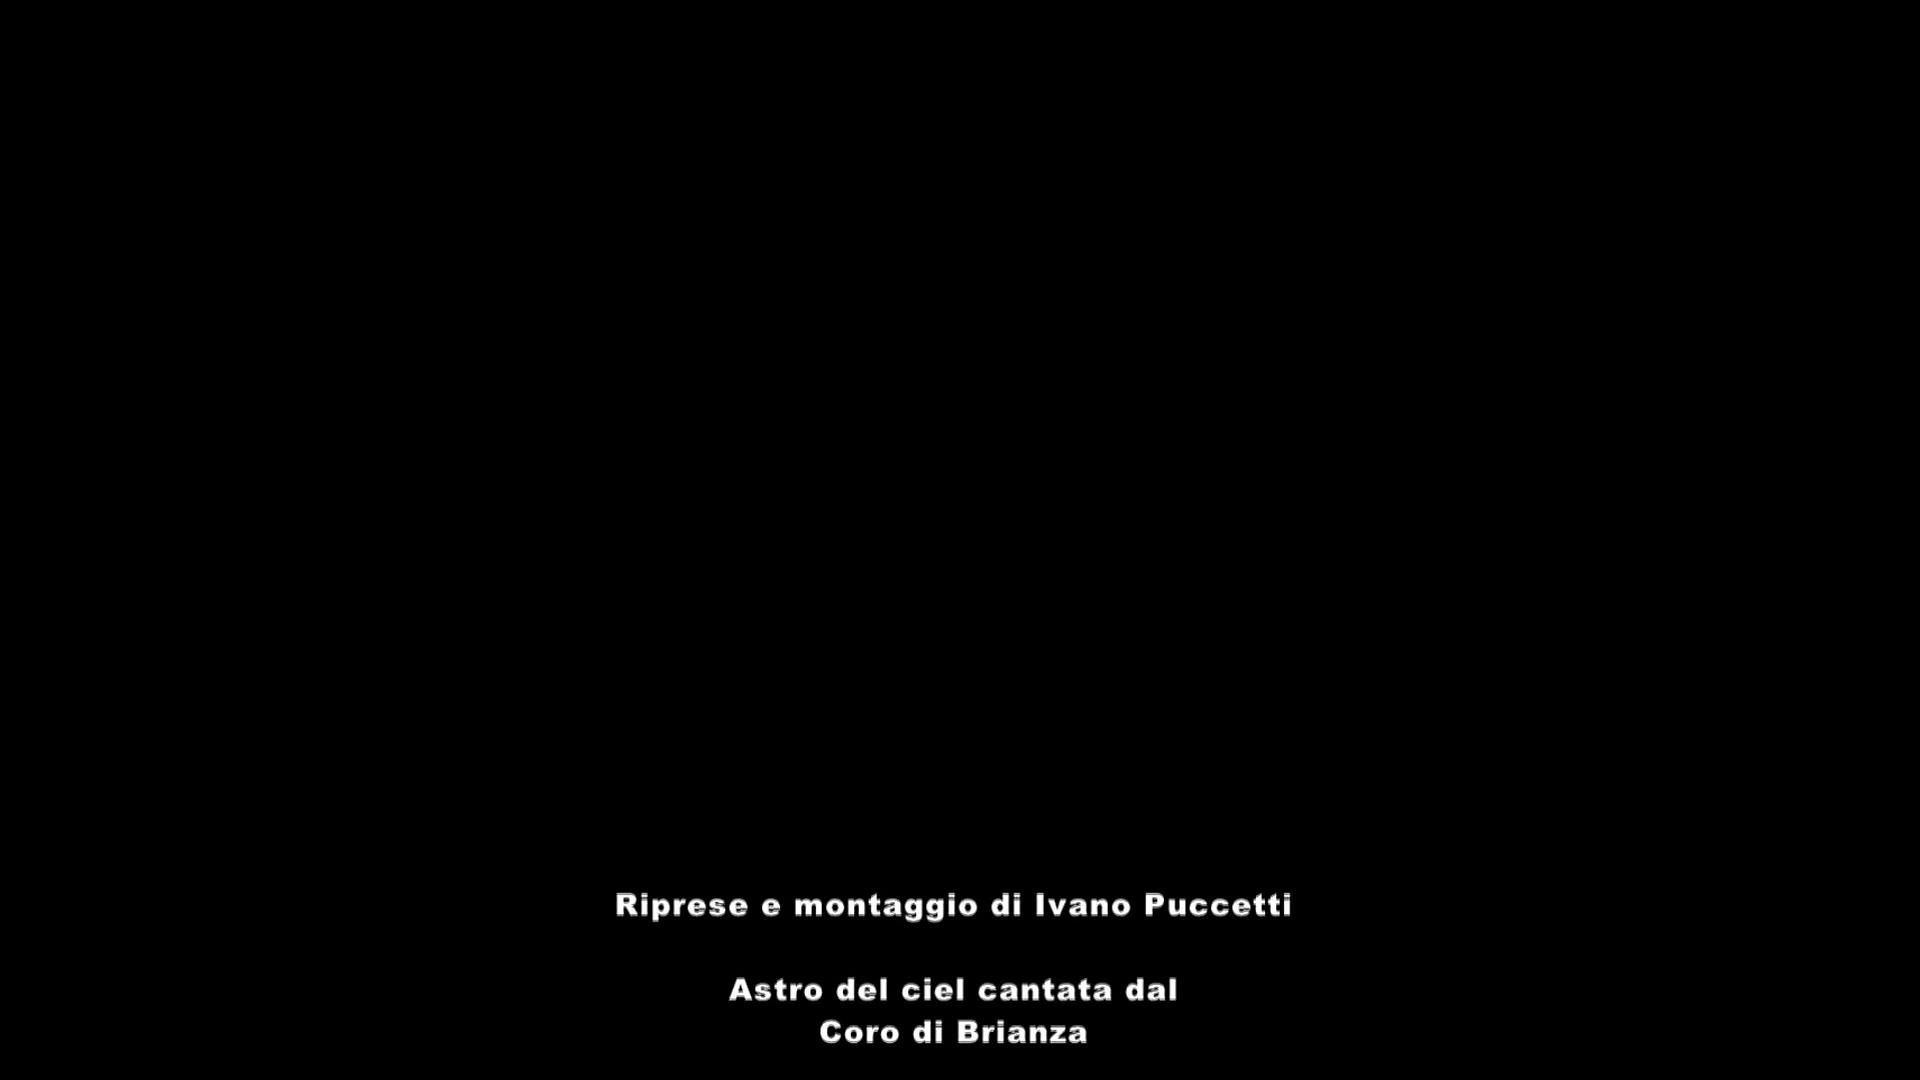 Riprese e montaggio di Ivano Puccetti
Astro del ciel cantata dal
Coro di Brianza